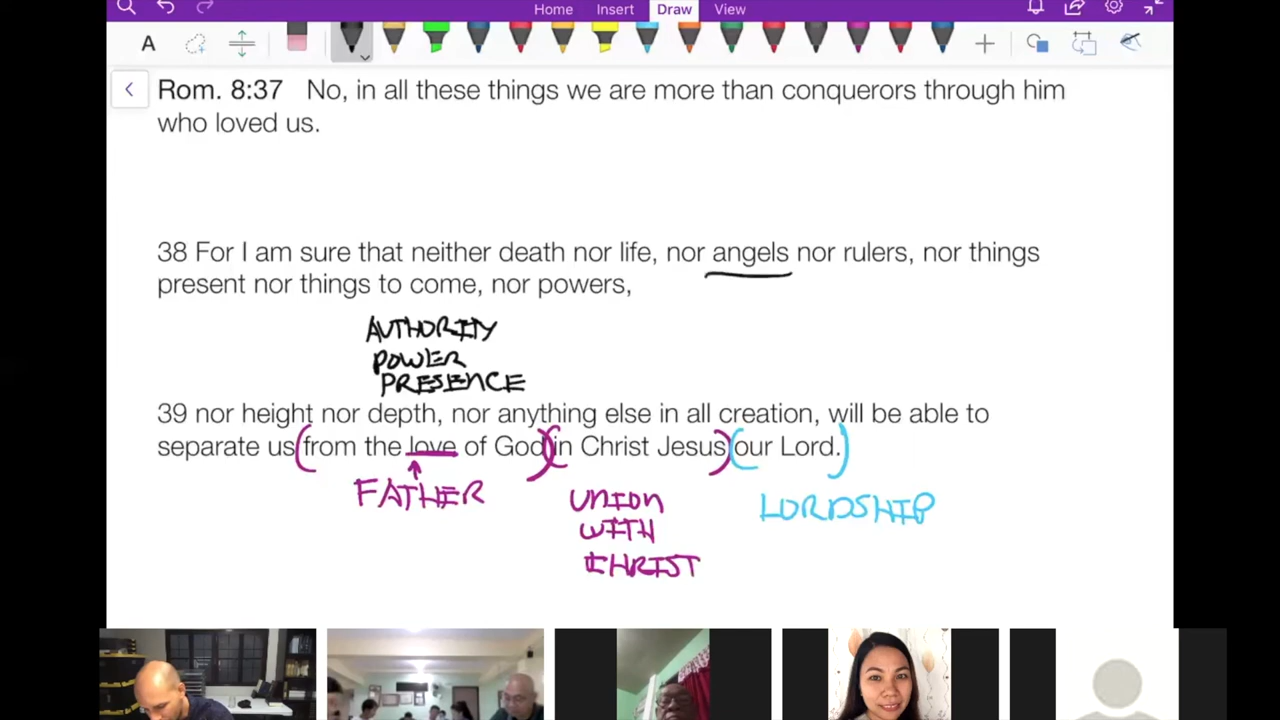 Home Insert Draw View
A
Rom. 8:37 No, in all these things we are more than conquerors through him
who loved us.
38 For I am sure that neither death nor life, nor angels nor rulers, nor things
present nor things to come, nor powers,
AUTHORITY
POWER
PRESENCE
39 nor height nor depth, nor anything else in all creation, will be able to
separate us (from the love of God) (in Christ Jesus) (our Lord.)
FATHER
UNION
WITH
CHRIST
LORDSHIP